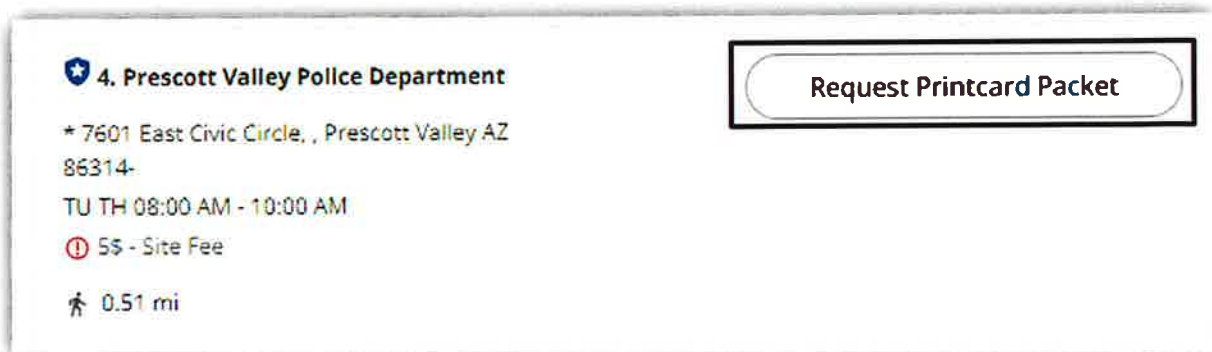 4. Prescott Valley Police Department
Request Printcard Packet
* 7601 East Civic Circle, , Prescott Valley AZ
86314-
TU TH 08:00 AM - 10:00 AM
5$ - Site Fee
0.51 mi